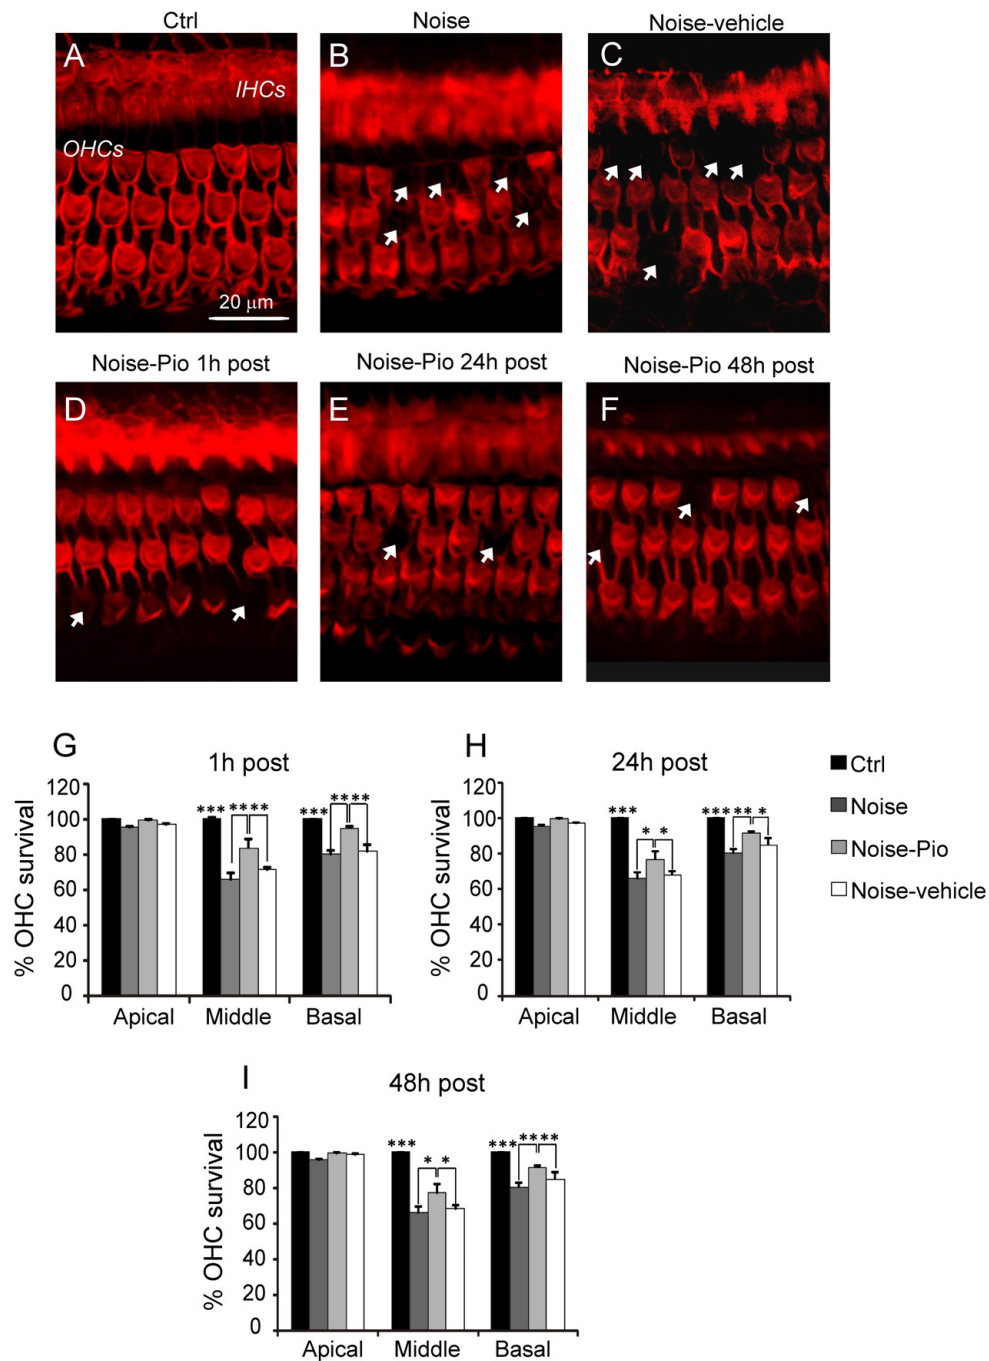 Ctrl
Noise
Noise-vehicle
A
IHCs
OHCs
20 μm
B
C
Noise-Pio 1h post
Noise-Pio 24h post
Noise-Pio 48h post
D
E
F
G
1h post
% OHC survival
120
100
80
60
40
20
0
*** **** ***  ****
Apical Middle Basal
H
24h post
% OHC survival
120
100
80
60
40
20
0
*** * * *** ** *
Apical Middle Basal
Ctrl
Noise
Noise-Pio
Noise-vehicle
I
48h post
% OHC survival
120
100
80
60
40
20
0
*** * * *** ****
Apical Middle Basal